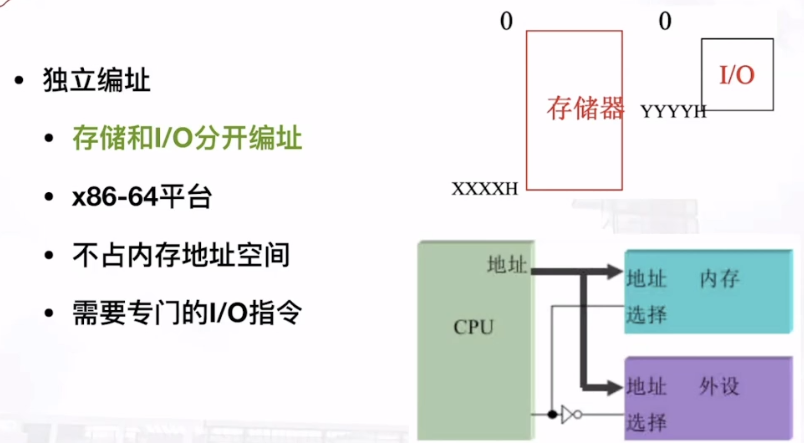 独立编址
存储和I/O分开编址
x86-64平台
不占内存地址空间
需要专门的I/O指令
0
存储器
XXXXH
0
I/O
YYYYH
CPU
地址
地址 内存
选择
地址 外设
选择